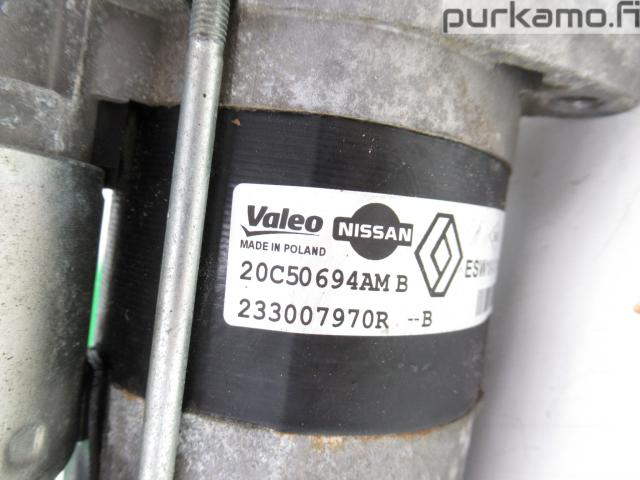 purkamo.fi
Valeo
MADE IN POLAND
NISSAN
20C50694AM B
233007970R --B